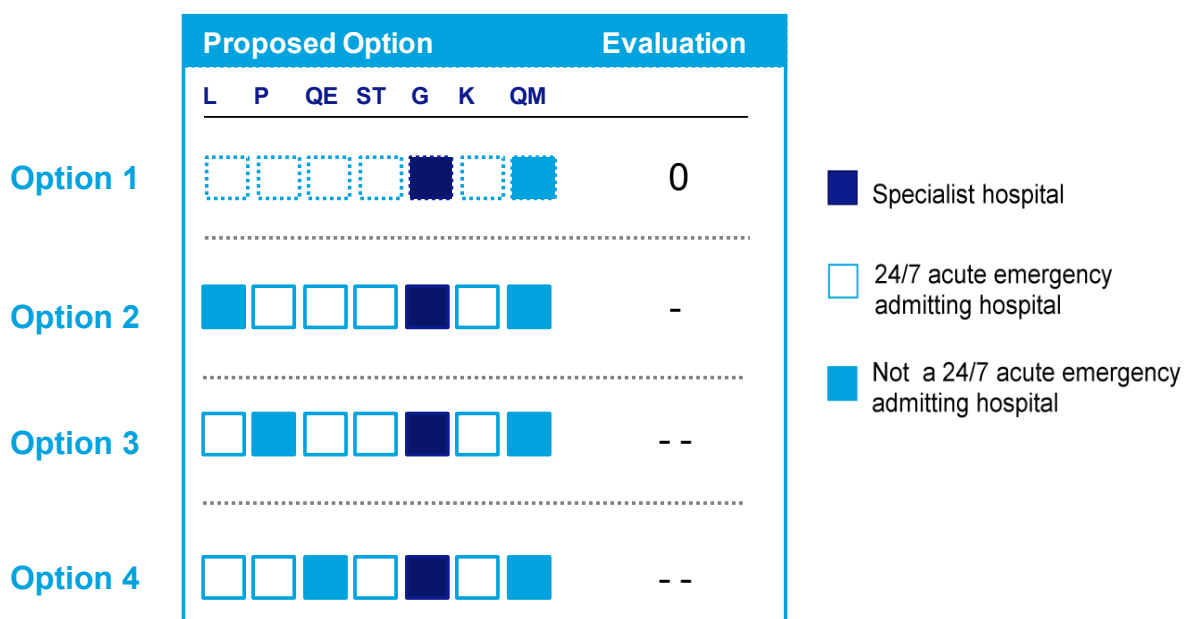 Proposed Option Evaluation
L P QE ST G K QM
Option 1 0
Option 2 -
Option 3 - -
Option 4 - -
Specialist hospital
24/7 acute emergency
admitting hospital
Not a 24/7 acute emergency
admitting hospital